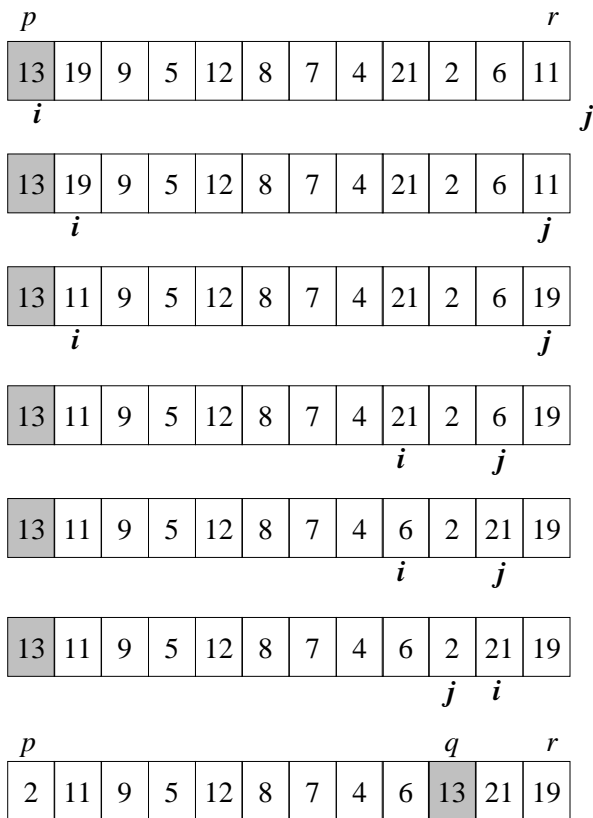 p r
13 19 9 5 12 8 7 4 21 2 6 11
i j
13 19 9 5 12 8 7 4 21 2 6 11
i j
13 11 9 5 12 8 7 4 21 2 6 19
i j
13 11 9 5 12 8 7 4 21 2 6 19
i j
13 11 9 5 12 8 7 4 6 2 21 19
i j
13 11 9 5 12 8 7 4 6 2 21 19
j i
p q r
2 11 9 5 12 8 7 4 6 13 21 19